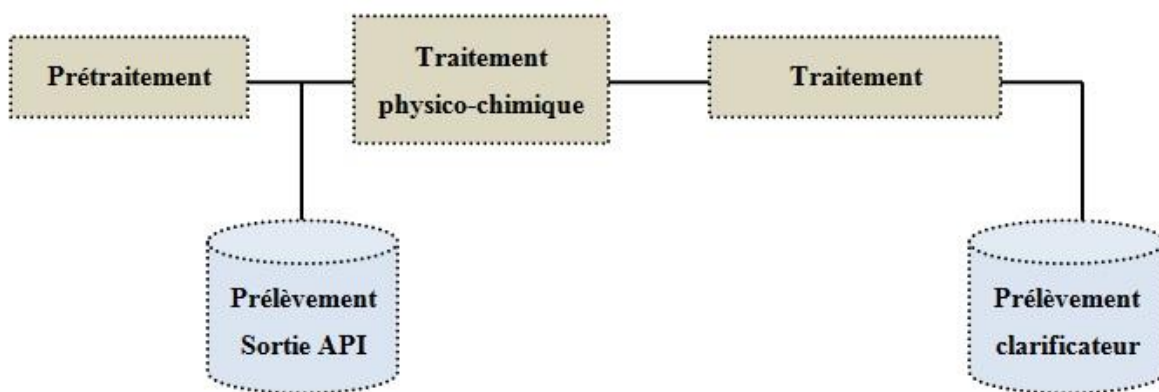 Prétraitement
Traitement
physico-chimique
Traitement
Prélèvement
Sortie API
Prélèvement
clarificateur